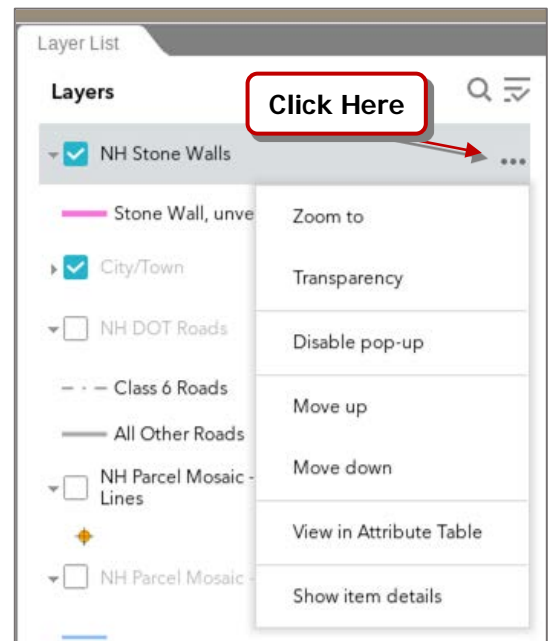 Layer List
Layers
Click Here
NH Stone Walls
Stone Wall, unve
City/Town
NH DOT Roads
Class 6 Roads
All Other Roads
NH Parcel Mosaic -
Lines
NH Parcel Mosaic -
Zoom to
Transparency
Disable pop-up
Move up
Move down
View in Attribute Table
Show item details